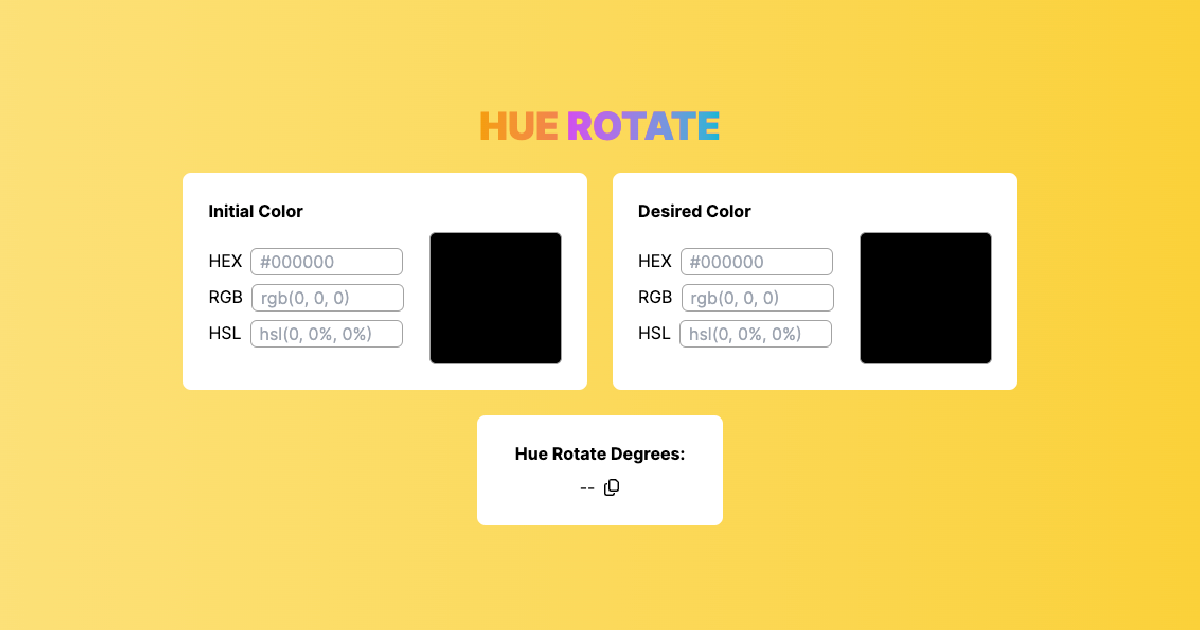 HUE ROTATE
Initial Color
HEX #000000
RGB rgb(0, 0, 0)
HSL hsl(0, 0%, 0%)
Desired Color
HEX #000000
RGB rgb(0, 0, 0)
HSL hsl(0, 0%, 0%)
Hue Rotate Degrees:
--